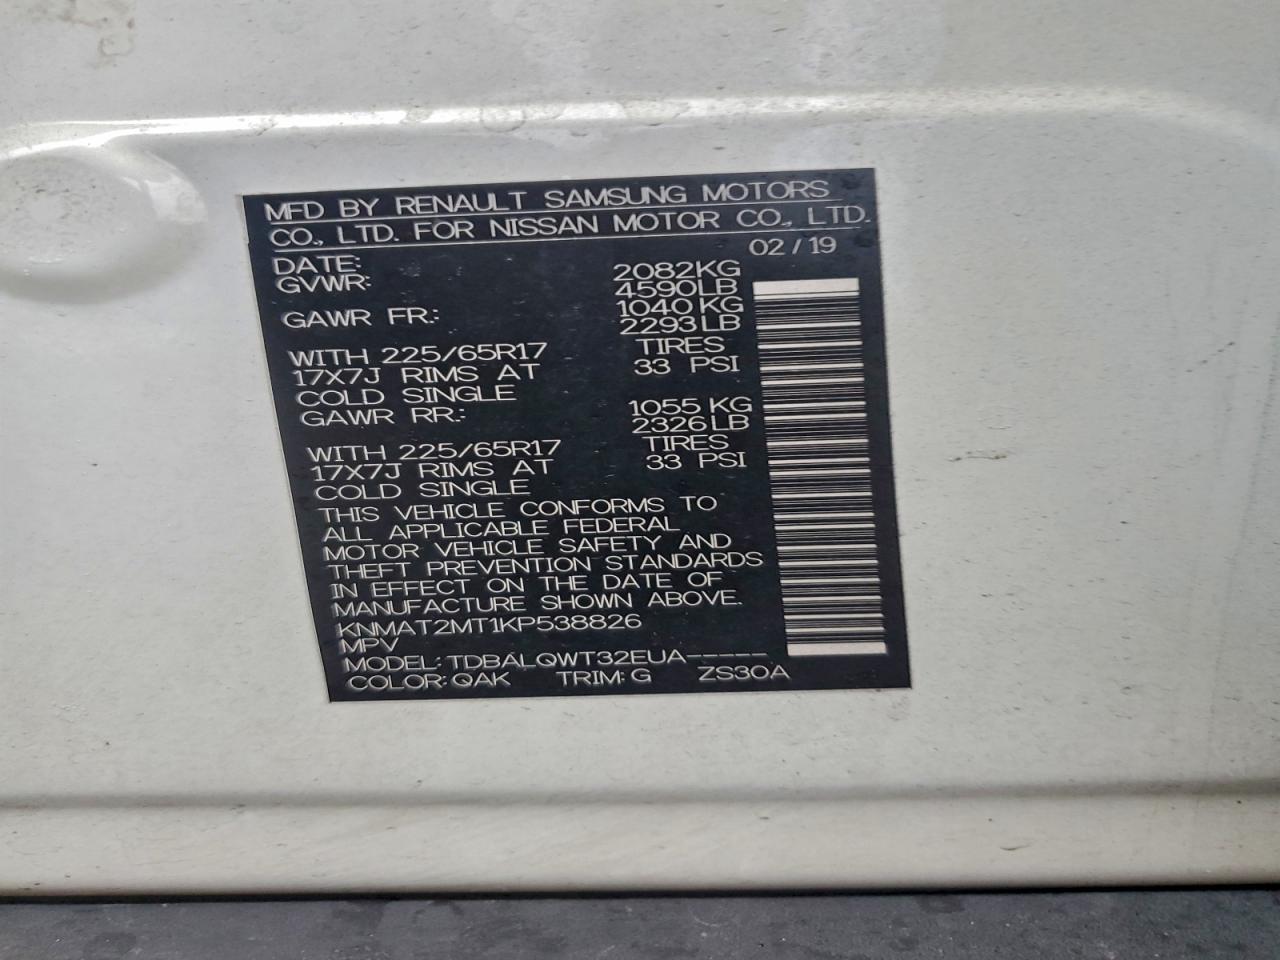 MFD BY RENAULT SAMSUNG MOTORS
CO., LTD. FOR NISSAN MOTOR CO., LTD.
DATE: 02/19
GVWR: 2082KG
4590LB
GAWR FR.: 1040KG
2293LB
WITH 225/65R17 TIRES
17X7J RIMS AT 33 PSI
COLD SINGLE
GAWR RR.: 1055KG
2326LB
WITH 225/65R17 TIRES
17X7J RIMS AT 33 PSI
COLD SINGLE
THIS VEHICLE CONFORMS TO
ALL APPLICABLE FEDERAL
MOTOR VEHICLE SAFETY AND
THEFT PREVENTION STANDARDS
IN EFFECT ON THE DATE OF
MANUFACTURE SHOWN ABOVE.
KNMAT2MT1KP538826
MPV
MODEL: TDBALQWT32EUA-----
COLOR: QAK TRIM: G ZS30A